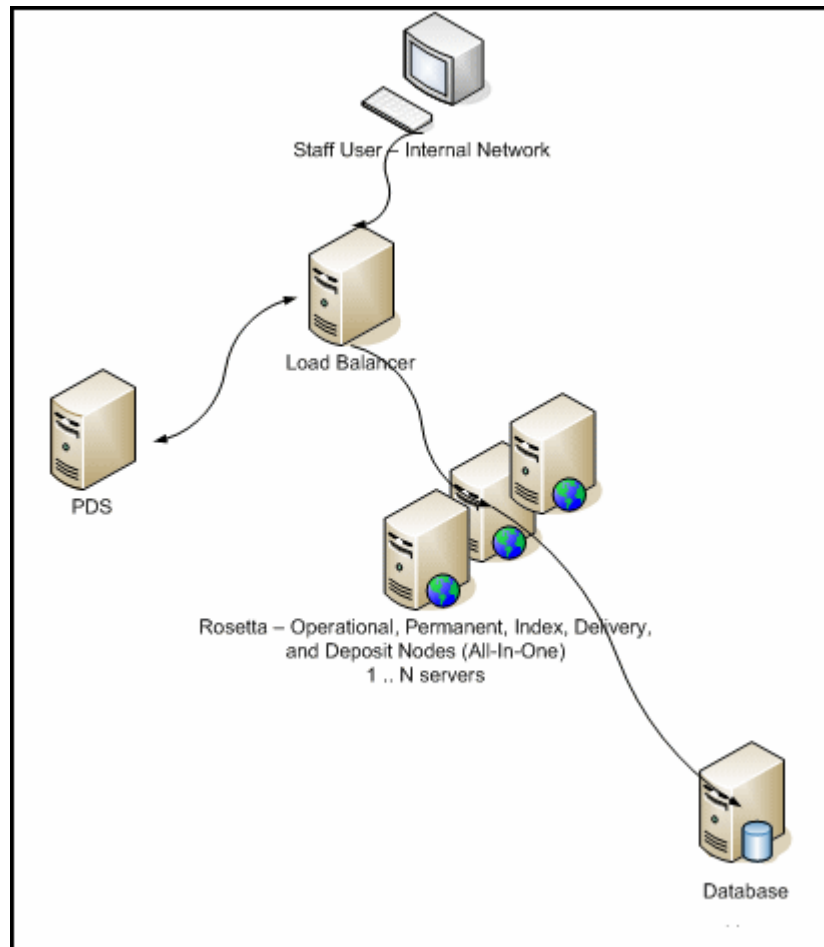 Staff User – Internal Network
Load Balancer
PDS
Rosetta – Operational, Permanent, Index, Delivery,
and Deposit Nodes (All-In-One)
1 .. N servers
Database
. .